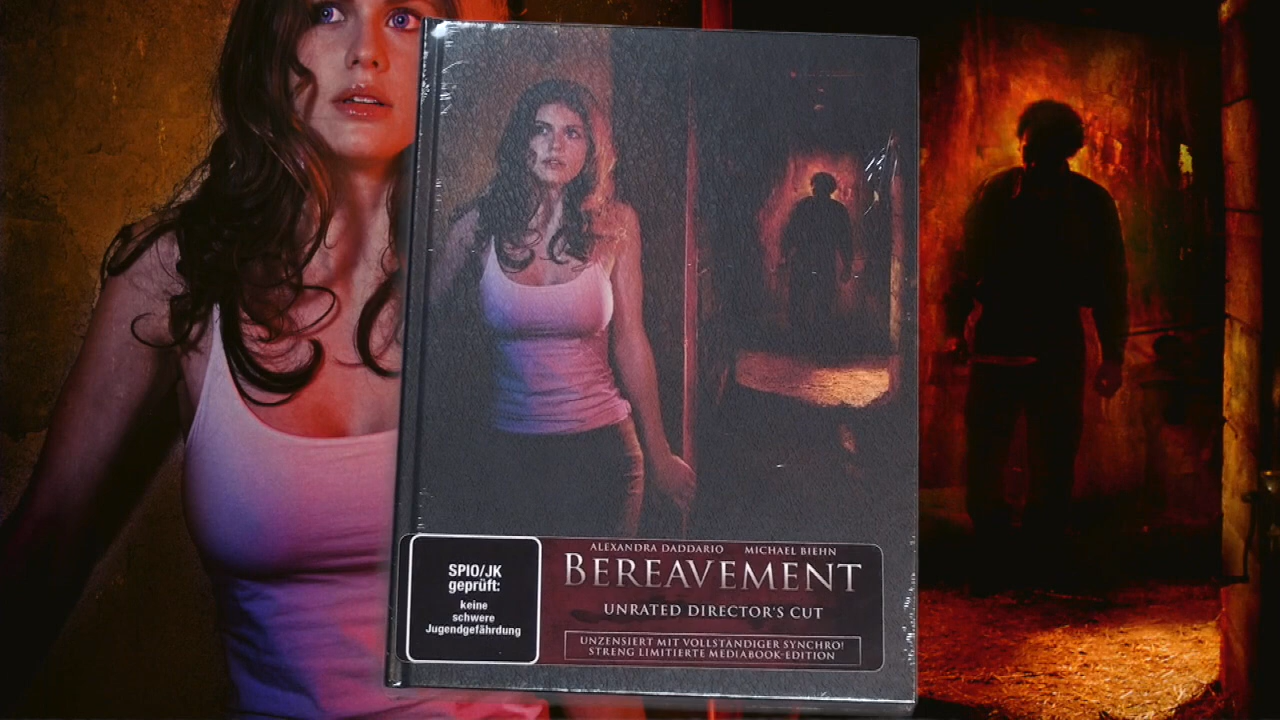 SPIO/JK
geprüft:
keine
schwere
Jugendgefährdung
ALEXANDRA DADDARIO MICHAEL BIEHN
BEREAVEMENT
UNRATED DIRECTOR'S CUT
UNZENSIERT MIT VOLLSTÄNDIGER SYNCHRO!
STRENG LIMITIERTE MEDIABOOK-EDITION